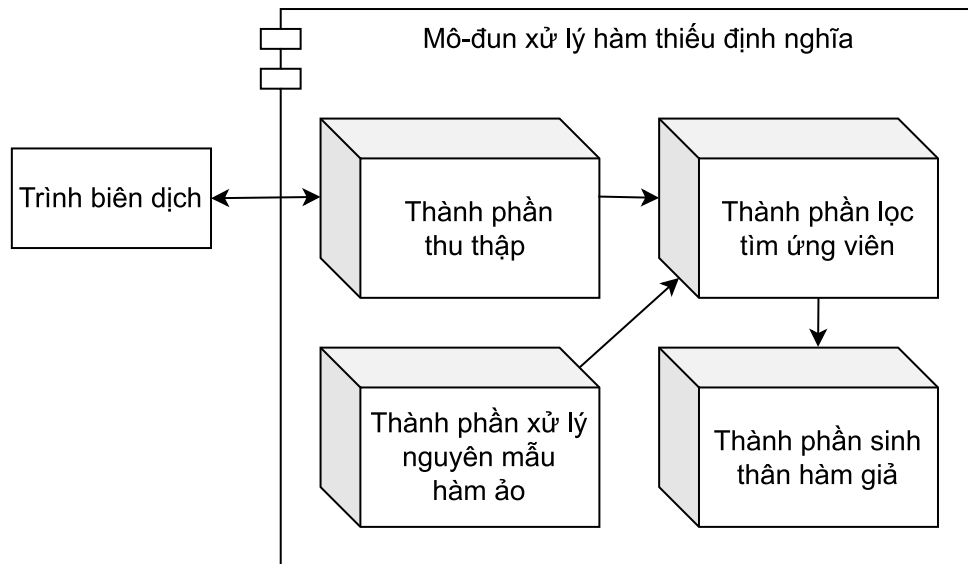 Mô-đun xử lý hàm thiếu định nghĩa
Trình biên dịch
Thành phần
thu thập
Thành phần lọc
tìm ứng viên
Thành phần xử lý
nguyên mẫu
hàm ảo
Thành phần sinh
thân hàm giả